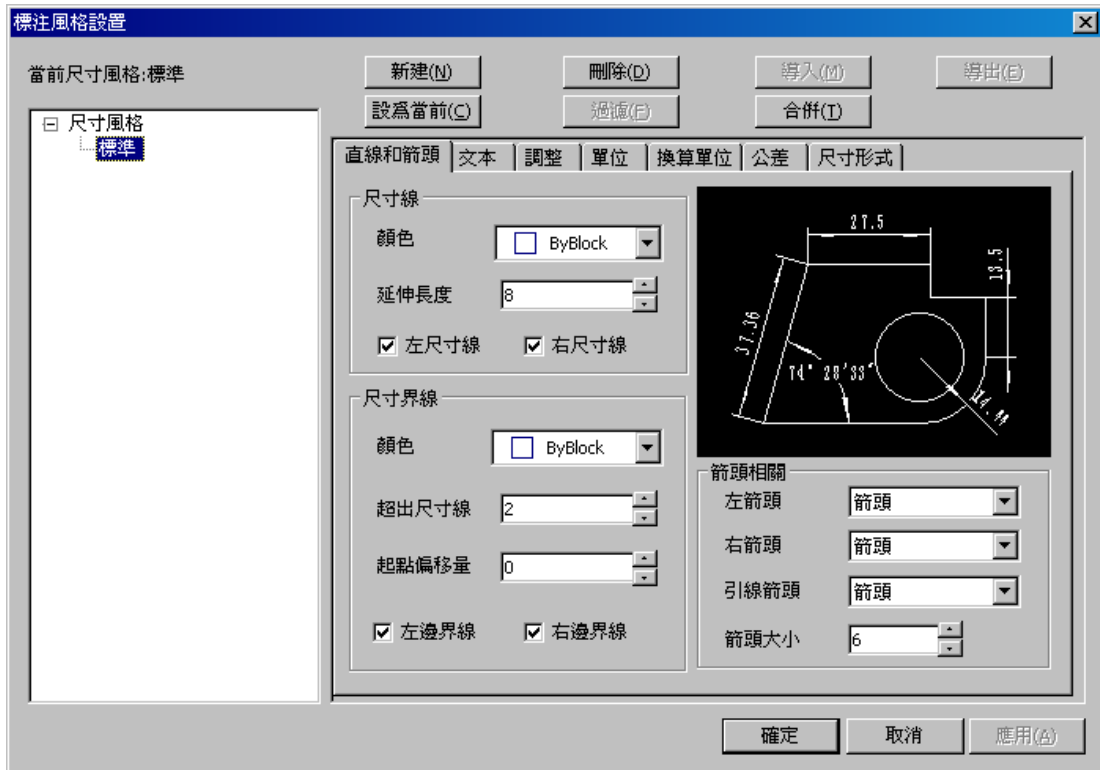 標注風格設置
當前尺寸風格:標準
新建(N)
刪除(D)
導入(M)
導出(E)
設爲當前(C)
過濾(F)
合併(T)
尺寸風格
標準
直線和箭頭
文本
調整
單位
換算單位
公差
尺寸形式
尺寸線
顏色
ByBlock
延伸長度
8
左尺寸線
右尺寸線
尺寸界線
顏色
ByBlock
超出尺寸線
2
起點偏移量
0
左邊界線
右邊界線
27.5
13.5
37.36
74°28'33"
箭頭相關
左箭頭
箭頭
右箭頭
箭頭
引線箭頭
箭頭
箭頭大小
6
確定
取消
應用(A)